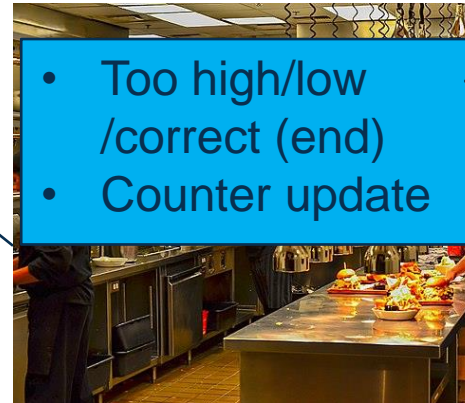 • Too high/low
/correct (end)
• Counter update